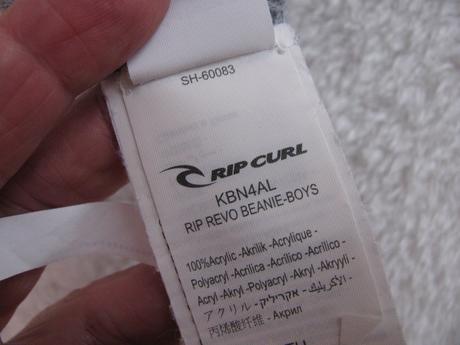 SH-60083
RIP CURL
KBN4AL
RIP REVO BEANIE-BOYS
100%Acrylic -Akrilik -Acrylique -
Polyacryl -Acrilica -Acrilico -Acrilico -
Acryl -Akryl -Polyacryl -Akryl -Akryyli -
アクリル - אקריליק - اكريليك -
丙烯酸纤维 - Акрил